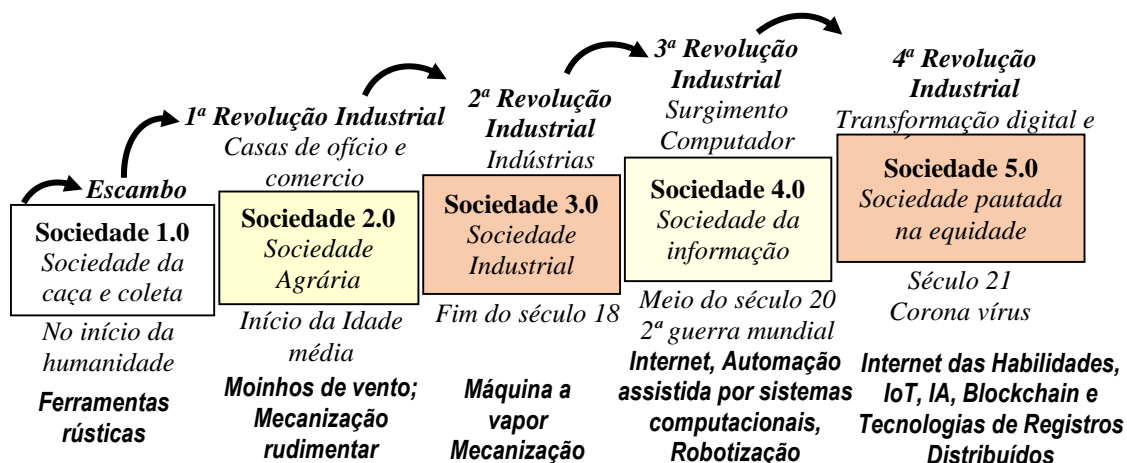 Escambo
Sociedade 1.0
Sociedade da
caça e coleta
No início da
humanidade
Ferramentas
rústicas
1ª Revolução Industrial
Casas de ofício e
comercio
Sociedade 2.0
Sociedade
Agrária
Início da Idade
média
Moinhos de vento;
Mecanização
rudimentar
2ª Revolução
Industrial
Indústrias
Sociedade 3.0
Sociedade
Industrial
Fim do século 18
Máquina a
vapor
Mecanização
3ª Revolução
Industrial
Surgimento
Computador
Sociedade 4.0
Sociedade da
informação
Meio do século 20
2ª guerra mundial
Internet, Automação
assistida por sistemas
computacionais,
Robotização
4ª Revolução
Industrial
Transformação digital e
Sociedade 5.0
Sociedade pautada
na equidade
Século 21
Corona vírus
Internet das Habilidades,
IoT, IA, Blockchain e
Tecnologias de Registros
Distribuídos